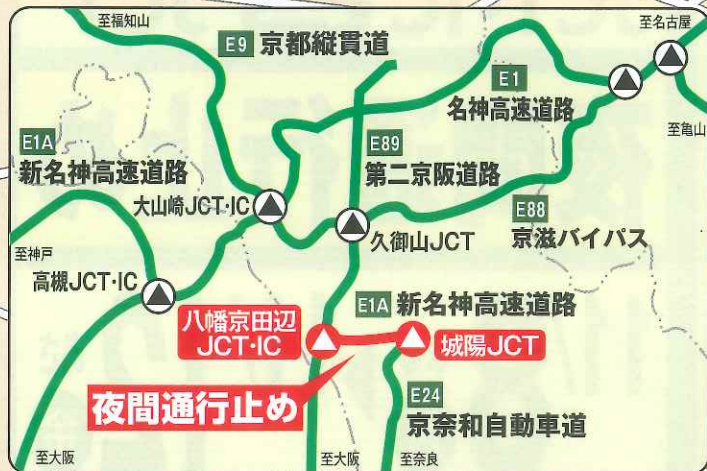 至福知山
E9 京都縦貫道
至名古屋
E1
名神高速道路
E1A
新名神高速道路
E89
第二京阪道路
至亀山
大山崎JCT・IC
E88
京滋バイパス
久御山JCT
至神戸
高槻JCT・IC
八幡京田辺
JCT・IC
E1A 新名神高速道路
城陽JCT
夜間通行止め
E24
京奈和自動車道
至大阪
至大阪
至奈良